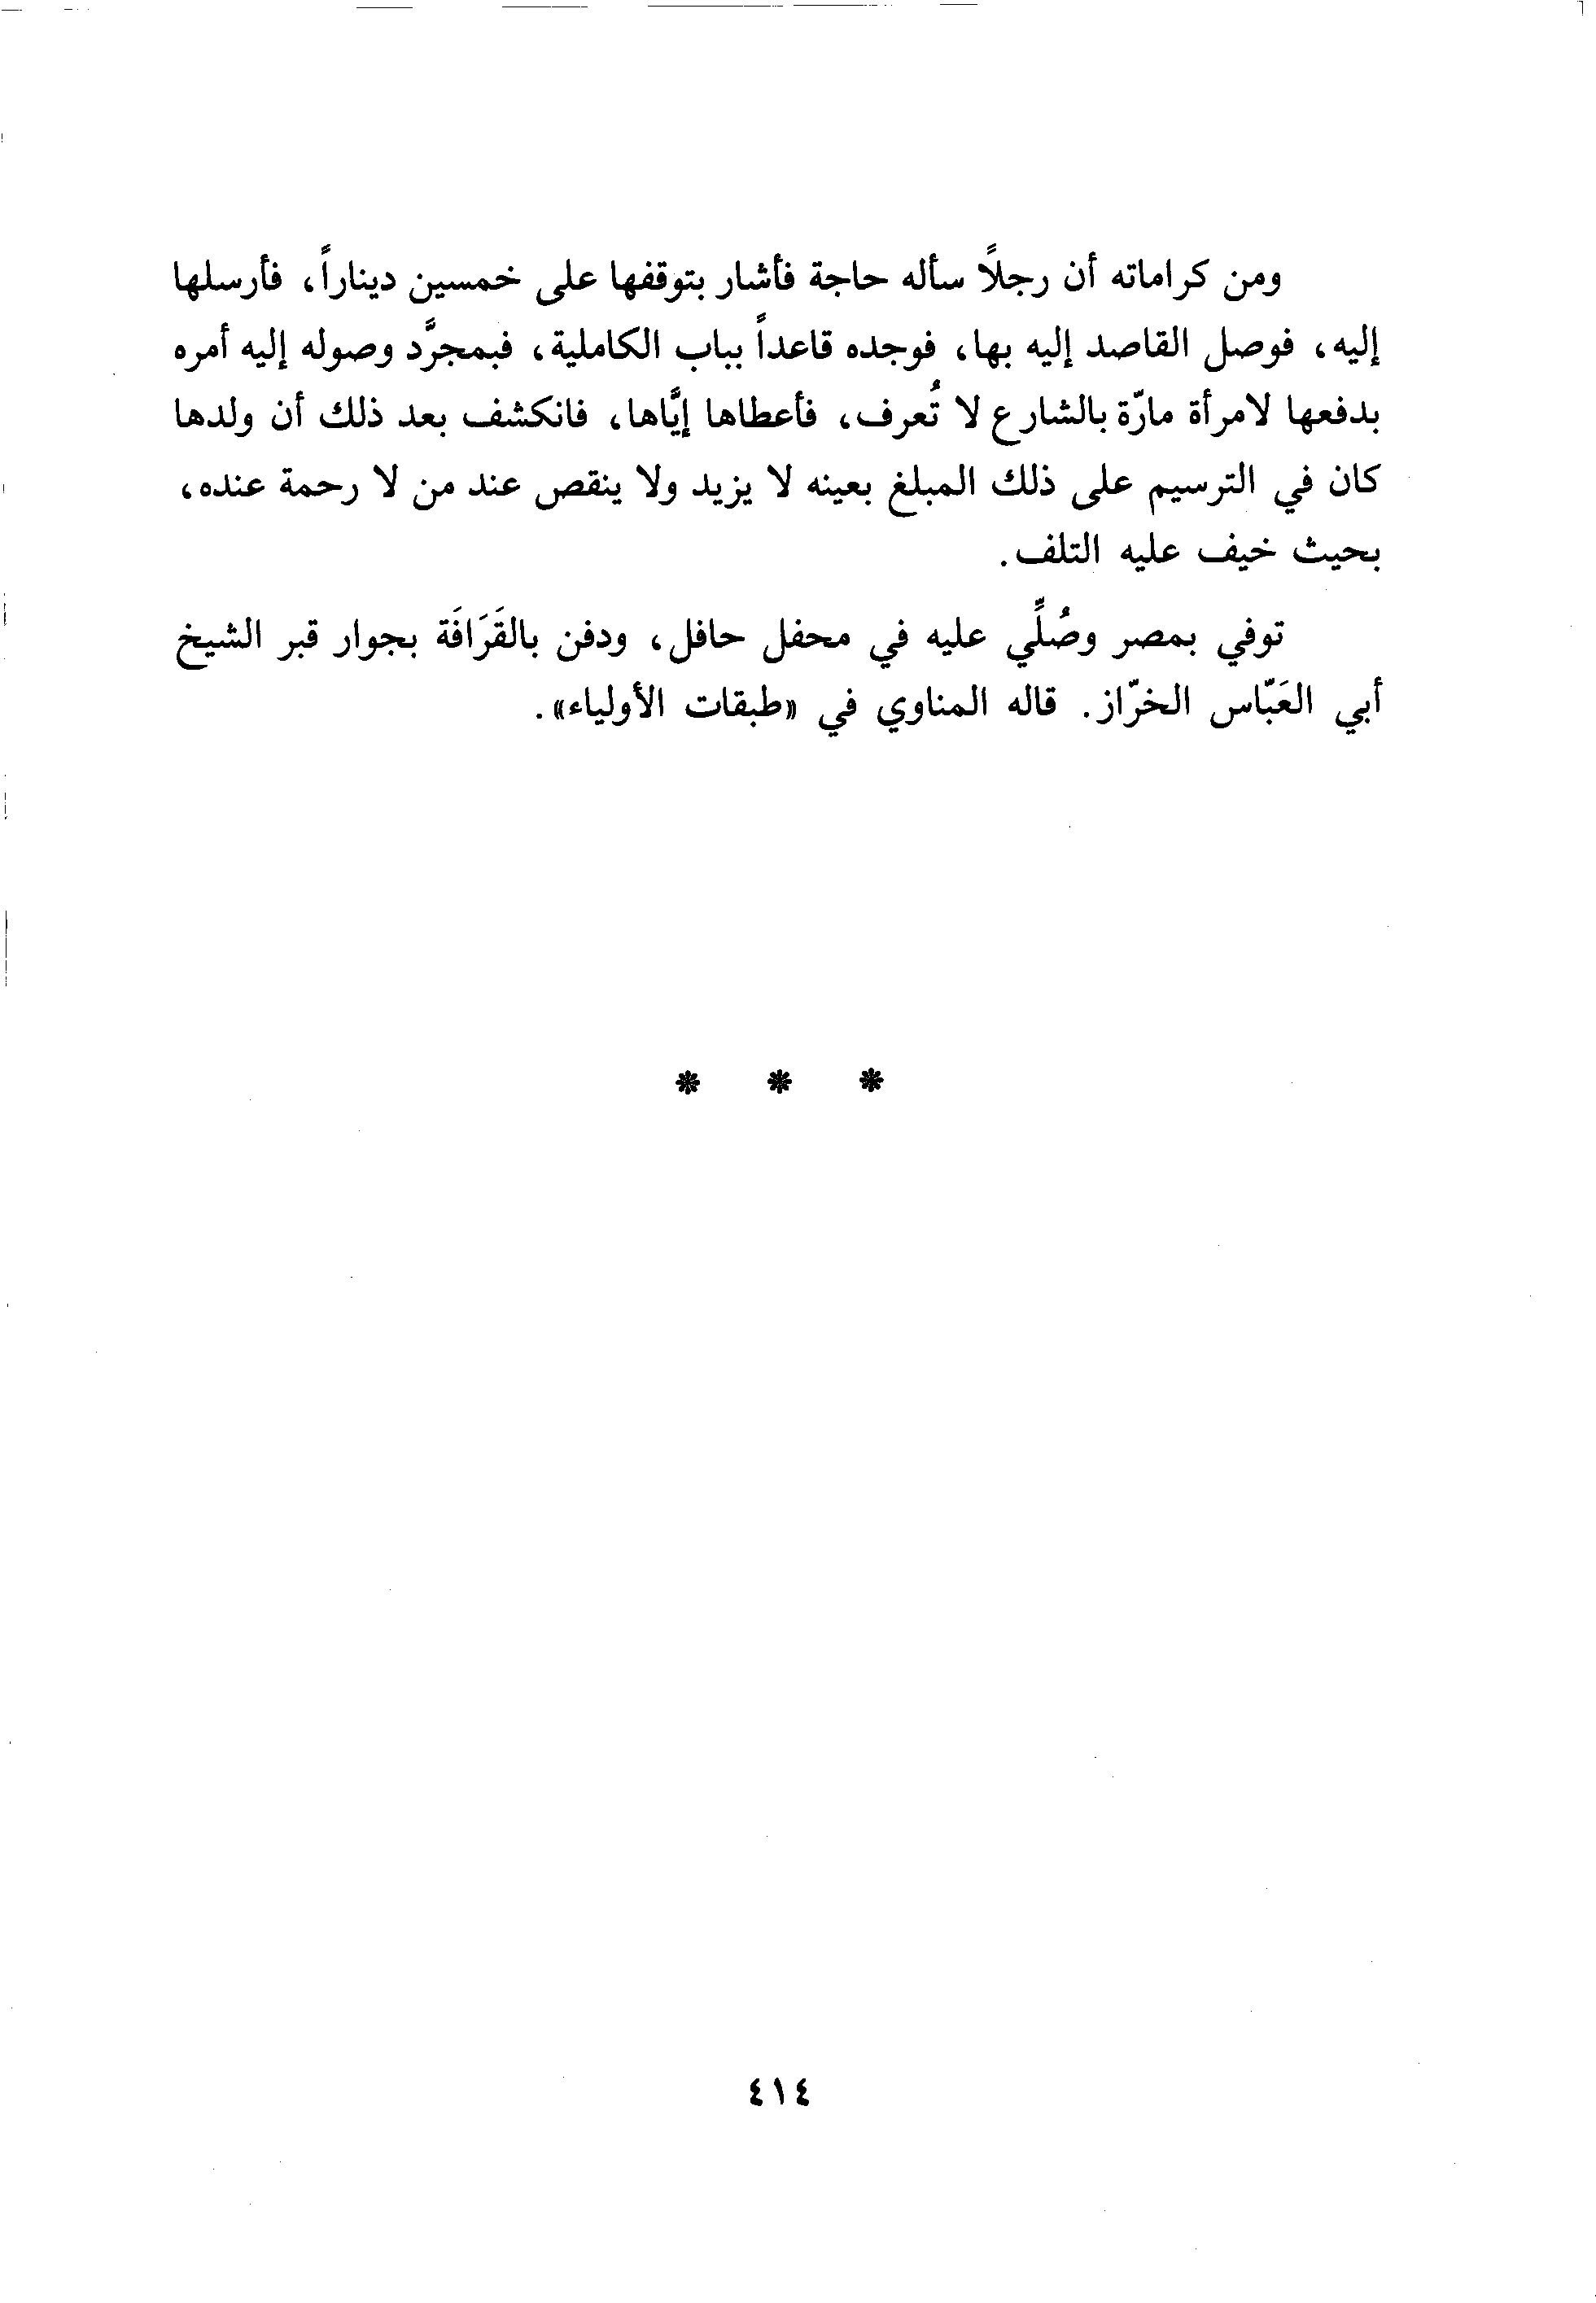 ومن كراماته أن رجلاً سأله حاجة فأشار بتوقفها على خمسين ديناراً، فأرسلها
إليه، فوصل القاصد إليه بها، فوجده قاعداً بباب الكاملية، فبمجرَّد وصوله إليه أمره
بدفعها لامرأة مارّة بالشارع لا تُعرف، فأعطاها إيَّاها، فانكشف بعد ذلك أن ولدها
كان في الترسيم على ذلك المبلغ بعينه لا يزيد ولا ينقص عند من لا رحمة عنده،
بحيث خيف عليه التلف.
توفي بمصر وصُلِّي عليه في محفل حافل، ودفن بالقَرَافَة بجوار قبر الشيخ
أبي العَبّاس الخرّاز. قاله المناوي في «طبقات الأولياء».
* * *
٤١٤